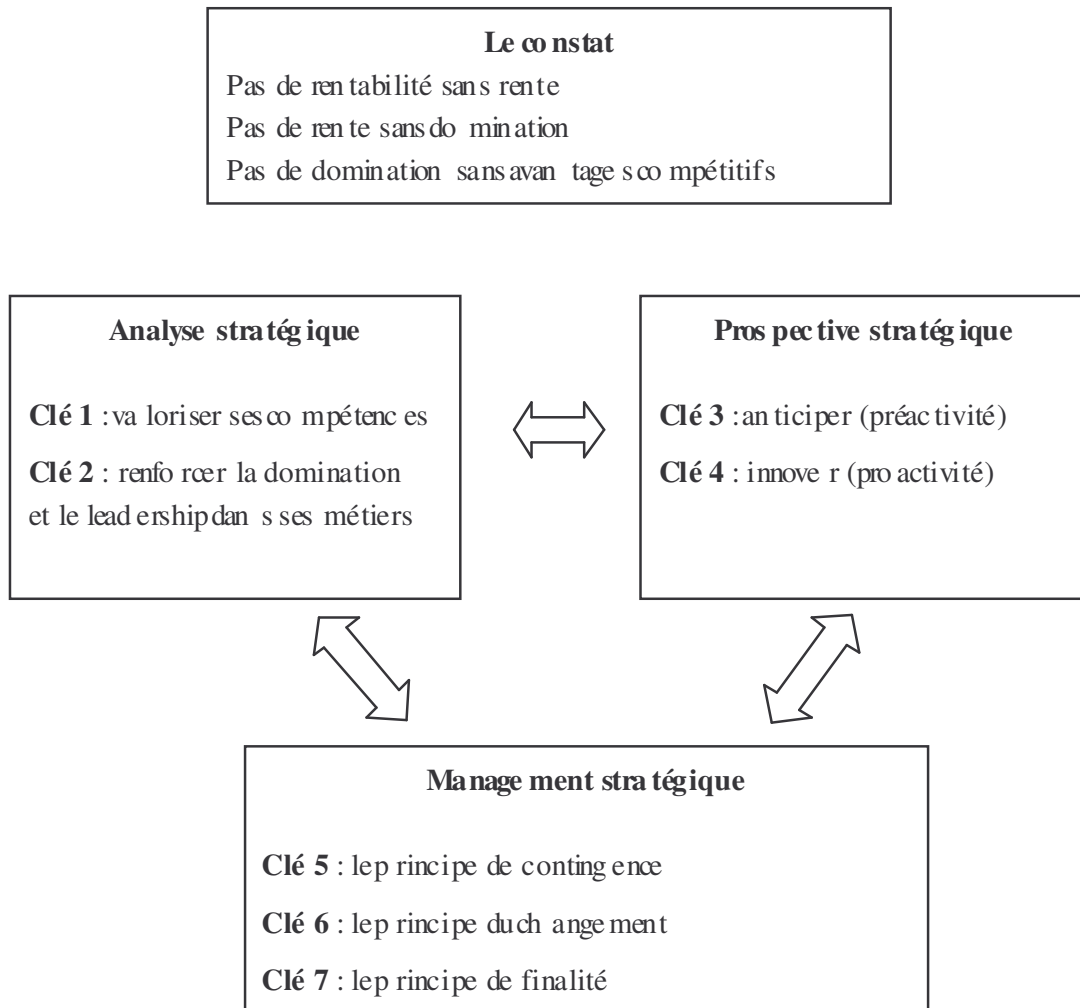 Le constat
Pas de rentabilité sans rente
Pas de rente sans domination
Pas de domination sans avantages compétitifs
Analyse stratégique
Clé 1 : valoriser ses compétences
Clé 2 : renforcer la domination
et le leadership dans ses métiers
Prospective stratégique
Clé 3 : anticiper (préactivité)
Clé 4 : innover (proactivité)
Management stratégique
Clé 5 : le principe de contingence
Clé 6 : le principe du changement
Clé 7 : le principe de finalité